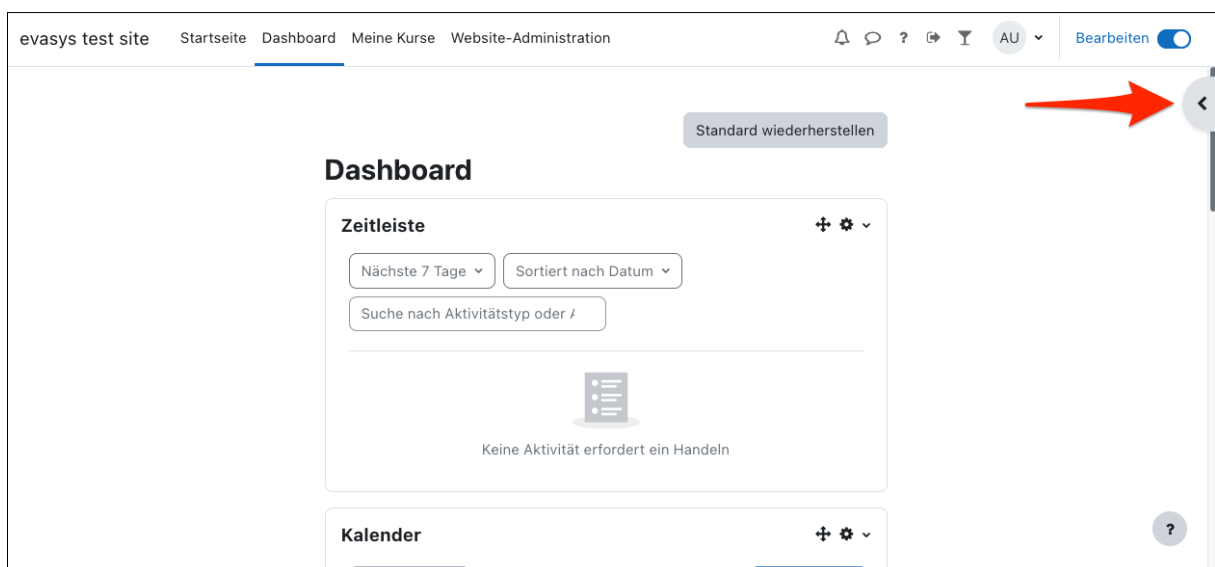 evasys test site Startseite Dashboard Meine Kurse Website-Administration ? AU Bearbeiten
Standard wiederherstellen
Dashboard
Zeitleiste
Nächste 7 Tage Sortiert nach Datum
Suche nach Aktivitätstyp oder
Keine Aktivität erfordert ein Handeln
Kalender
?